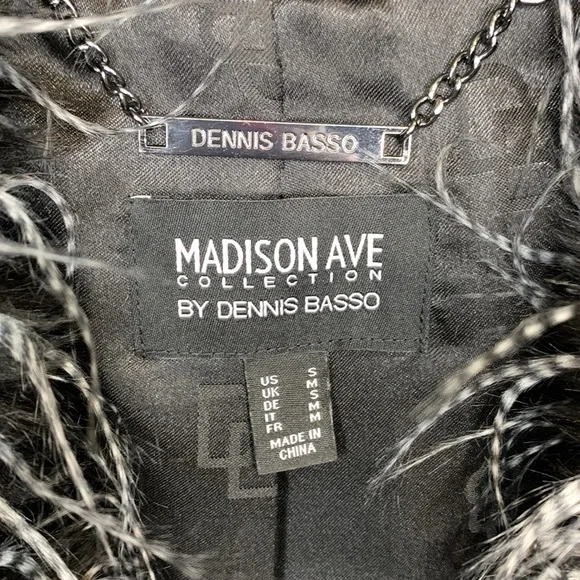 DENNIS BASSO
MADISON AVE
COLLECTION
BY DENNIS BASSO
US S
UK M
DE S
IT M
FR M
MADE IN
CHINA